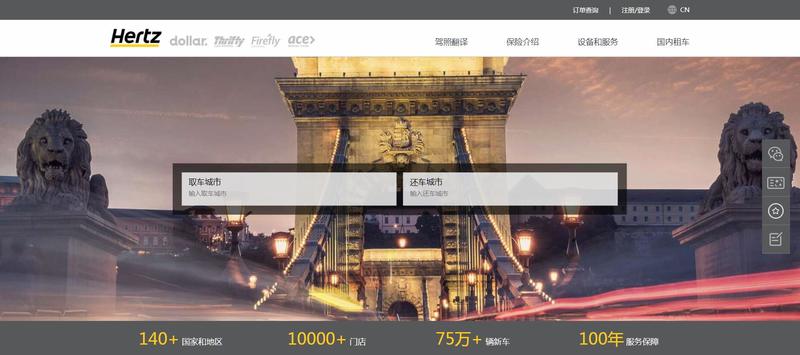 订单查询 | 注册/登录 CN
Hertz dollar. Thrifty Firefly ace 驾照翻译 保险介绍 设备和服务 国内租车
取车城市 还车城市
输入取车城市 输入还车城市
140+ 国家和地区 10000+ 门店 75万+ 辆新车 100年 服务保障